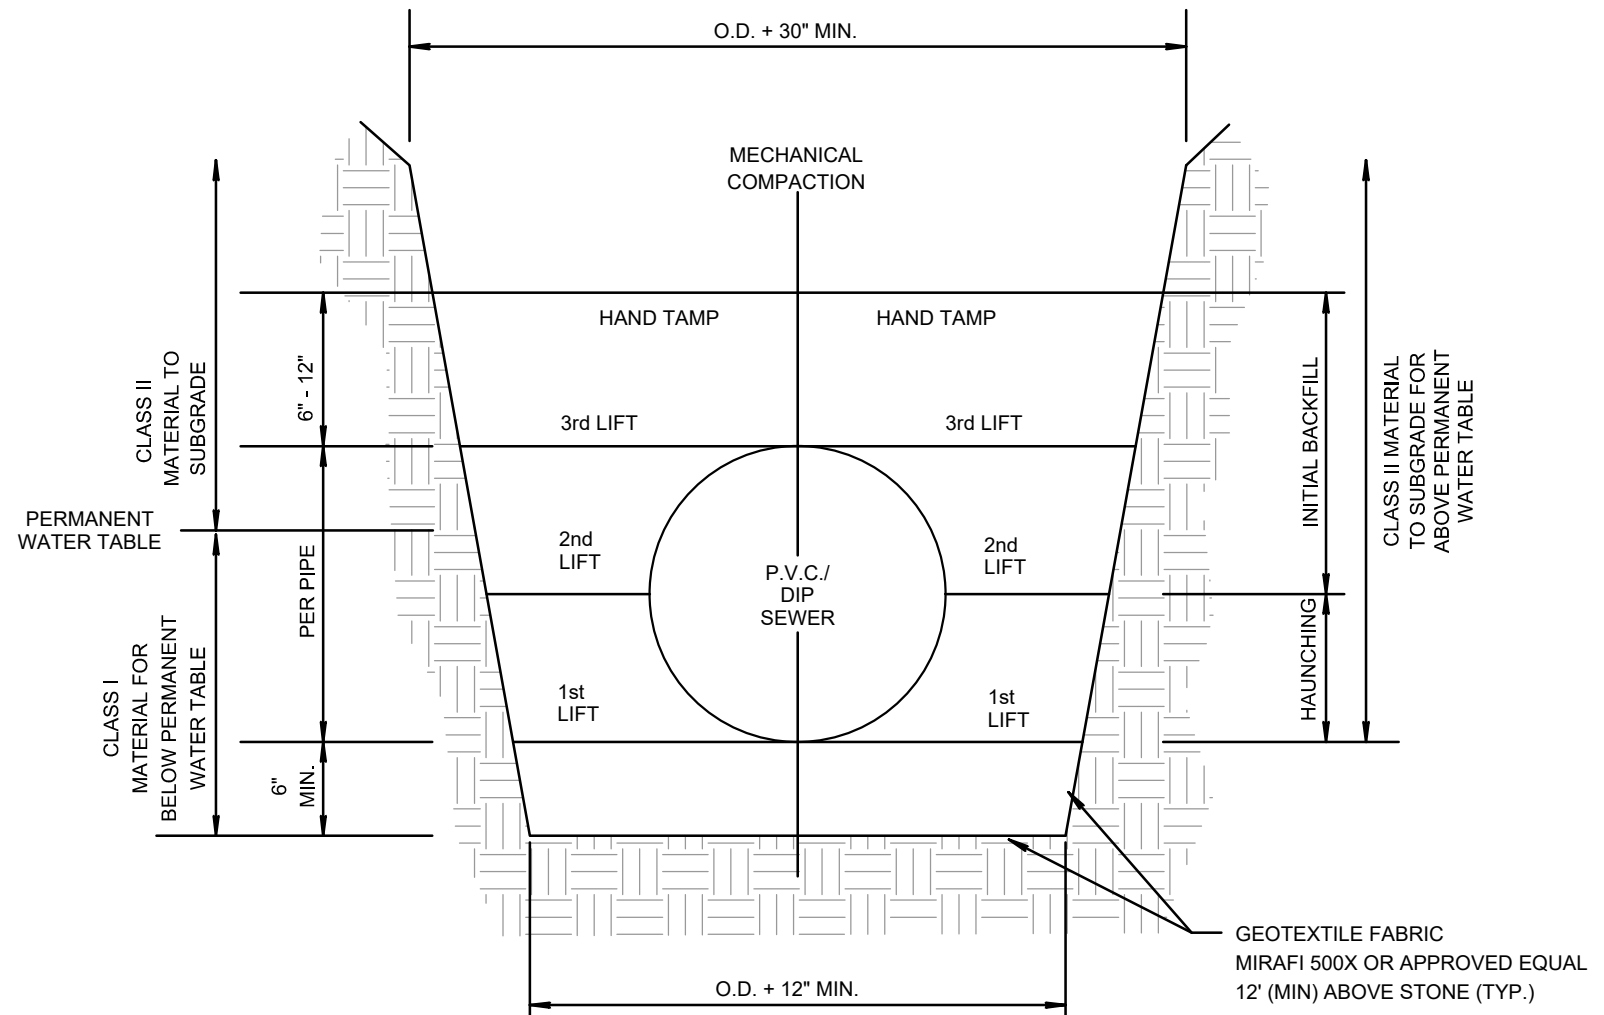 O.D. + 30" MIN.
MECHANICAL
COMPACTION
HAND TAMP
HAND TAMP
CLASS II
MATERIAL TO
SUBGRADE
6" - 12"
3rd LIFT
3rd LIFT
INITIAL BACKFILL
CLASS II MATERIAL
TO SUBGRADE FOR
ABOVE PERMANENT
WATER TABLE
PERMANENT
WATER TABLE
PER PIPE
2nd
LIFT
2nd
LIFT
P.V.C./
DIP
SEWER
CLASS I
MATERIAL FOR
BELOW PERMANENT
WATER TABLE
1st
LIFT
1st
LIFT
HAUNCHING
6"
MIN.
GEOTEXTILE FABRIC
MIRAFI 500X OR APPROVED EQUAL
12' (MIN) ABOVE STONE (TYP.)
O.D. + 12" MIN.